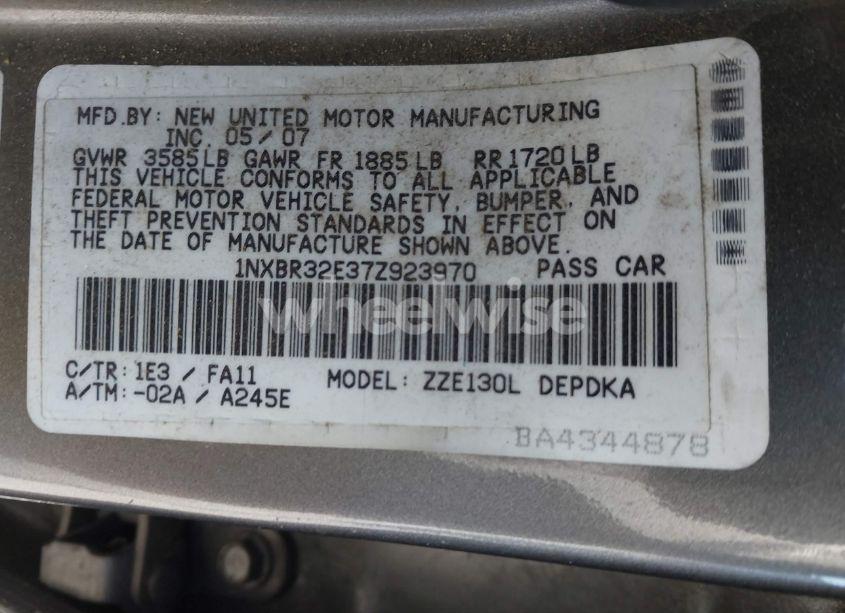 MFD.BY: NEW UNITED MOTOR MANUFACTURING
INC. 05/07
GVWR 3585LB GAWR FR 1885LB RR1720LB
THIS VEHICLE CONFORMS TO ALL APPLICABLE
FEDERAL MOTOR VEHICLE SAFETY, BUMPER, AND
THEFT PREVENTION STANDARDS IN EFFECT ON
THE DATE OF MANUFACTURE SHOWN ABOVE.
1NXBR32E37Z923970 PASS CAR
wheelwise
C/TR: 1E3 / FA11
A/TM: -02A / A245E
MODEL: ZZE130L DEPDKA
BA4344878